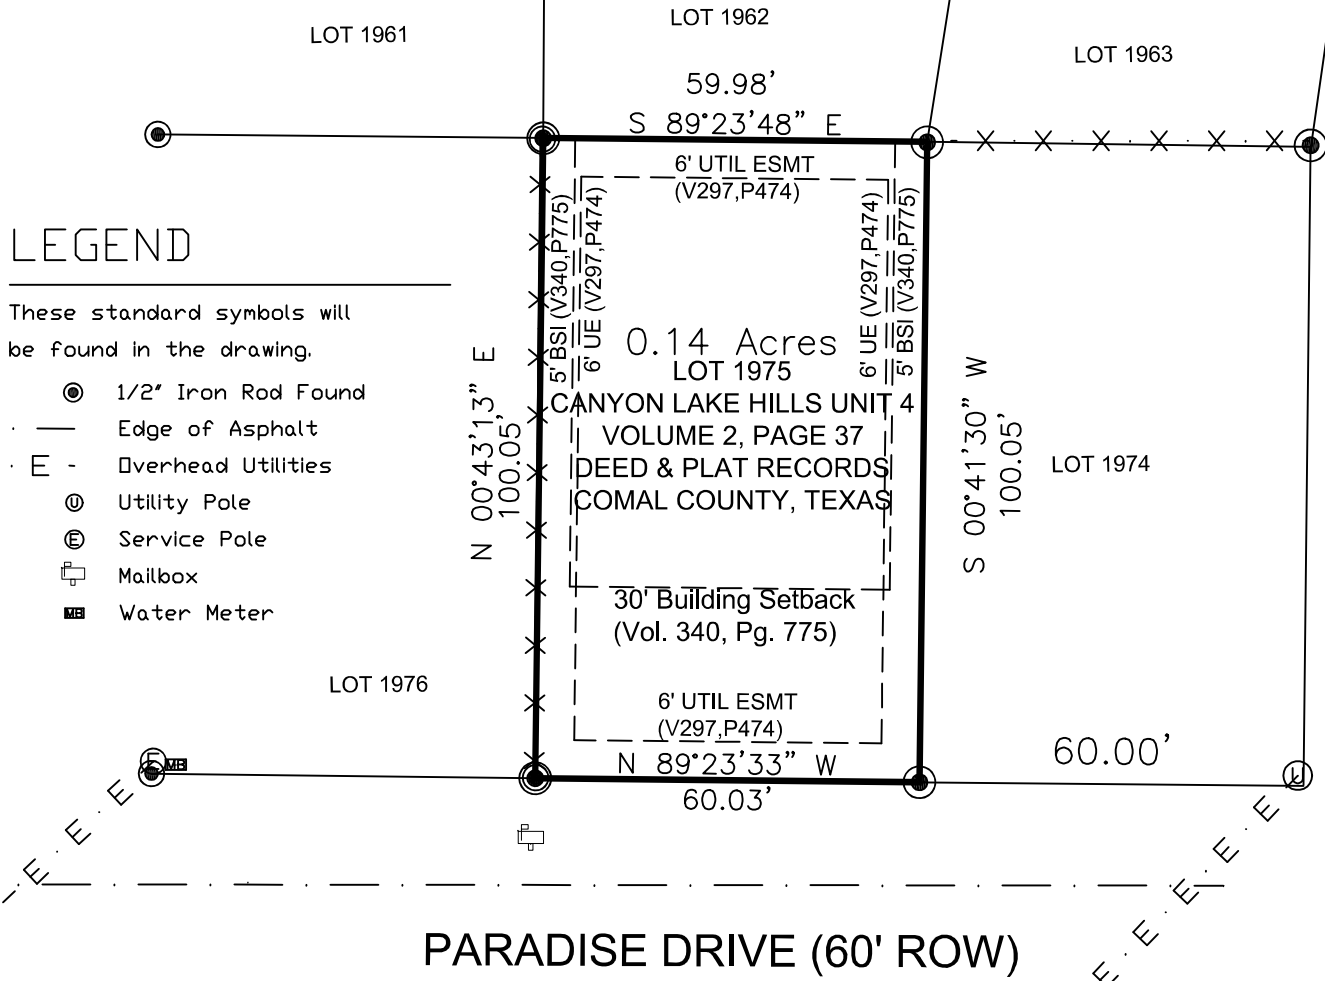 LOT 1961
LOT 1962
LOT 1963
59.98'
S 89°23'48" E
6' UTIL ESMT
(V297,P474)
5' BSI (V340,P775)
6' UE (V297,P474)
6' UE (V297,P474)
5' BSI (V340,P775)
LEGEND
These standard symbols will
be found in the drawing.
1/2" Iron Rod Found
Edge of Asphalt
E Overhead Utilities
U Utility Pole
E Service Pole
Mailbox
MB Water Meter
N 00°43'13" E
100.05'
0.14 Acres
LOT 1975
CANYON LAKE HILLS UNIT 4
VOLUME 2, PAGE 37
DEED & PLAT RECORDS
COMAL COUNTY, TEXAS
S 00°41'30" W
100.05'
LOT 1974
30' Building Setback
(Vol. 340, Pg. 775)
LOT 1976
6' UTIL ESMT
(V297,P474)
N 89°23'33" W
60.03'
60.00'
E
MB
U
E
E
E
E
E
E
E
E
E
PARADISE DRIVE (60' ROW)